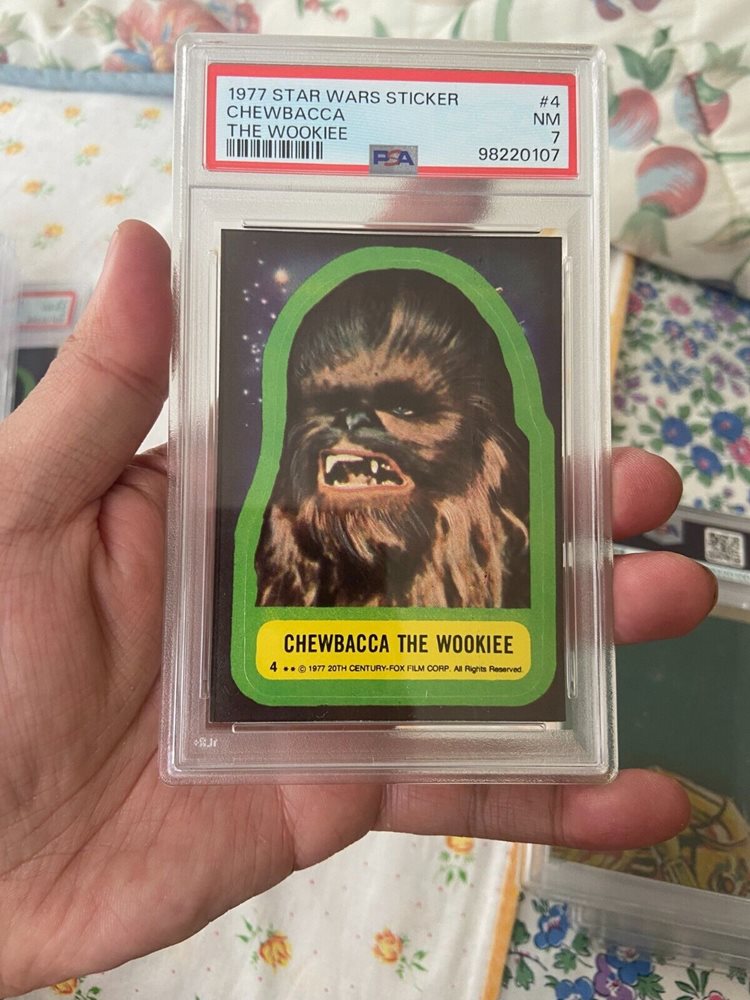 1977 STAR WARS STICKER #4
CHEWBACCA NM
THE WOOKIEE 7
PSA 98220107
CHEWBACCA THE WOOKIEE
4 ** © 1977 20TH CENTURY-FOX FILM CORP. All Rights Reserved.